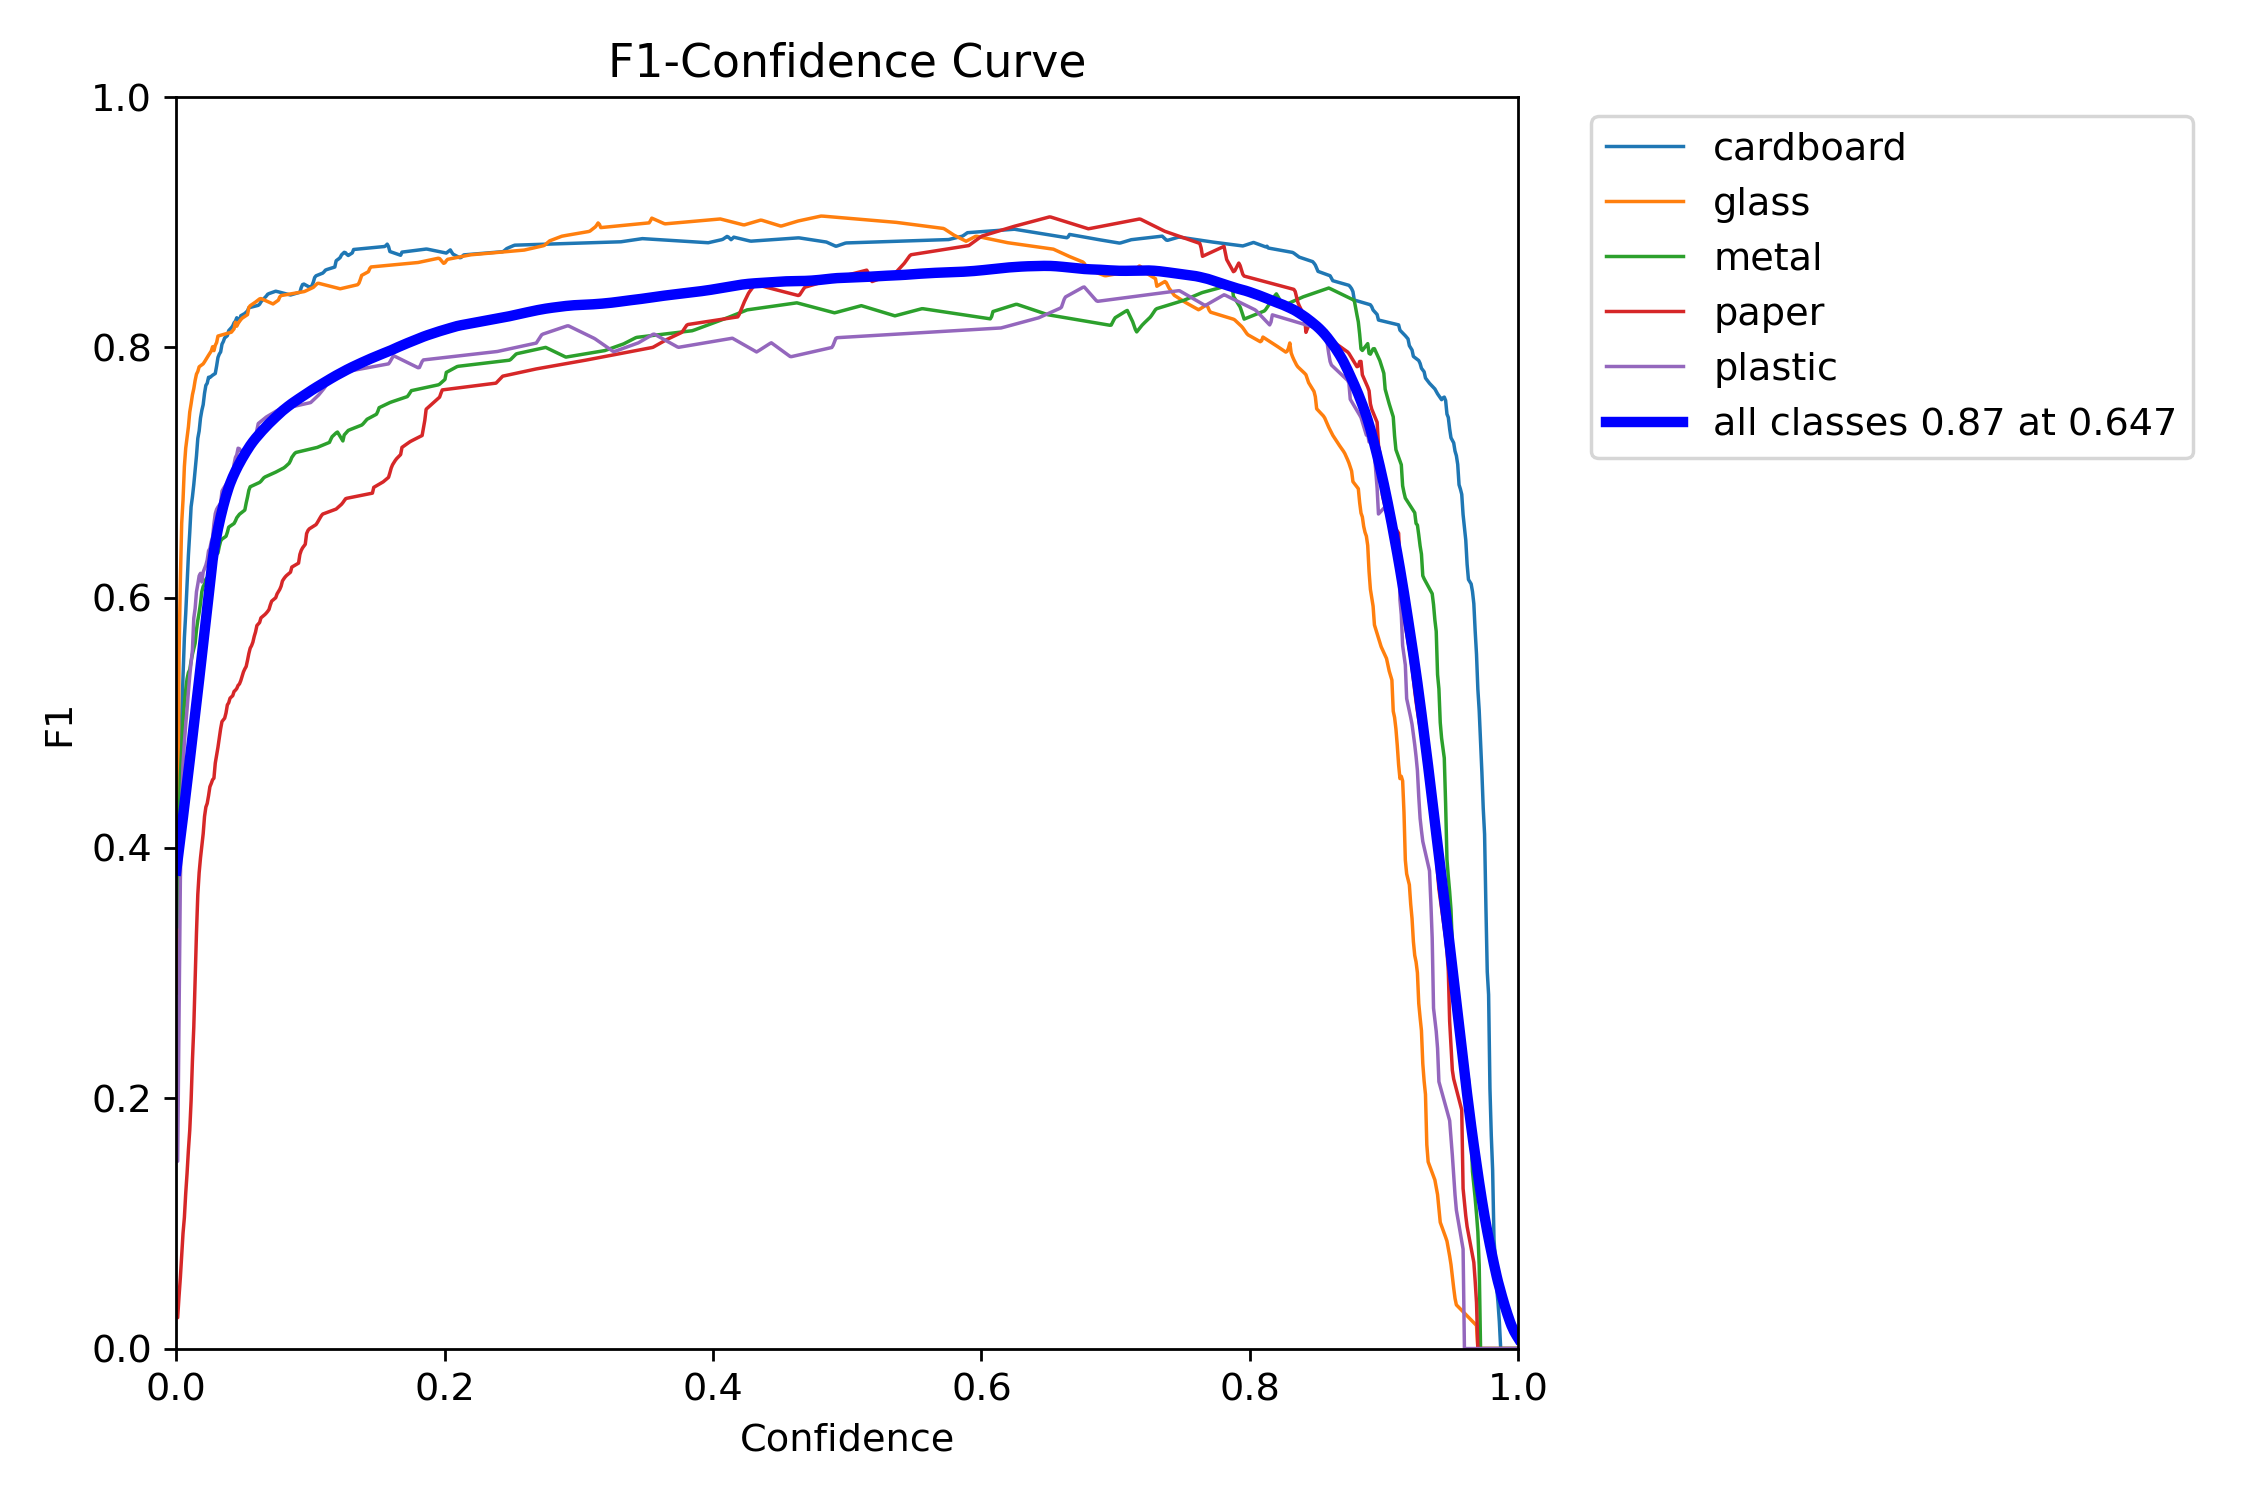 F1-Confidence Curve
1.0
0.8
0.6
0.4
0.2
0.0
F1
0.0 0.2 0.4 0.6 0.8 1.0
Confidence
cardboard
glass
metal
paper
plastic
all classes 0.87 at 0.647